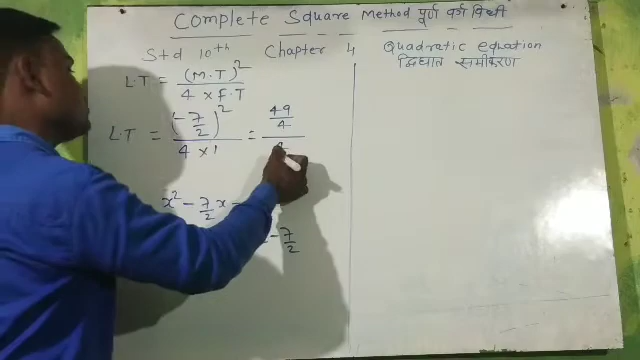 Complete Square Method पूर्ण वर्ग विधी
Std 10th Chapter 4 Quadratic equation
द्विघात समीकरण
LT = (M.T)² / 4 × F.T
L.T = (-7/2)² / 4 × 1 = 49/4
x² - 7/2 x -
- 7/2